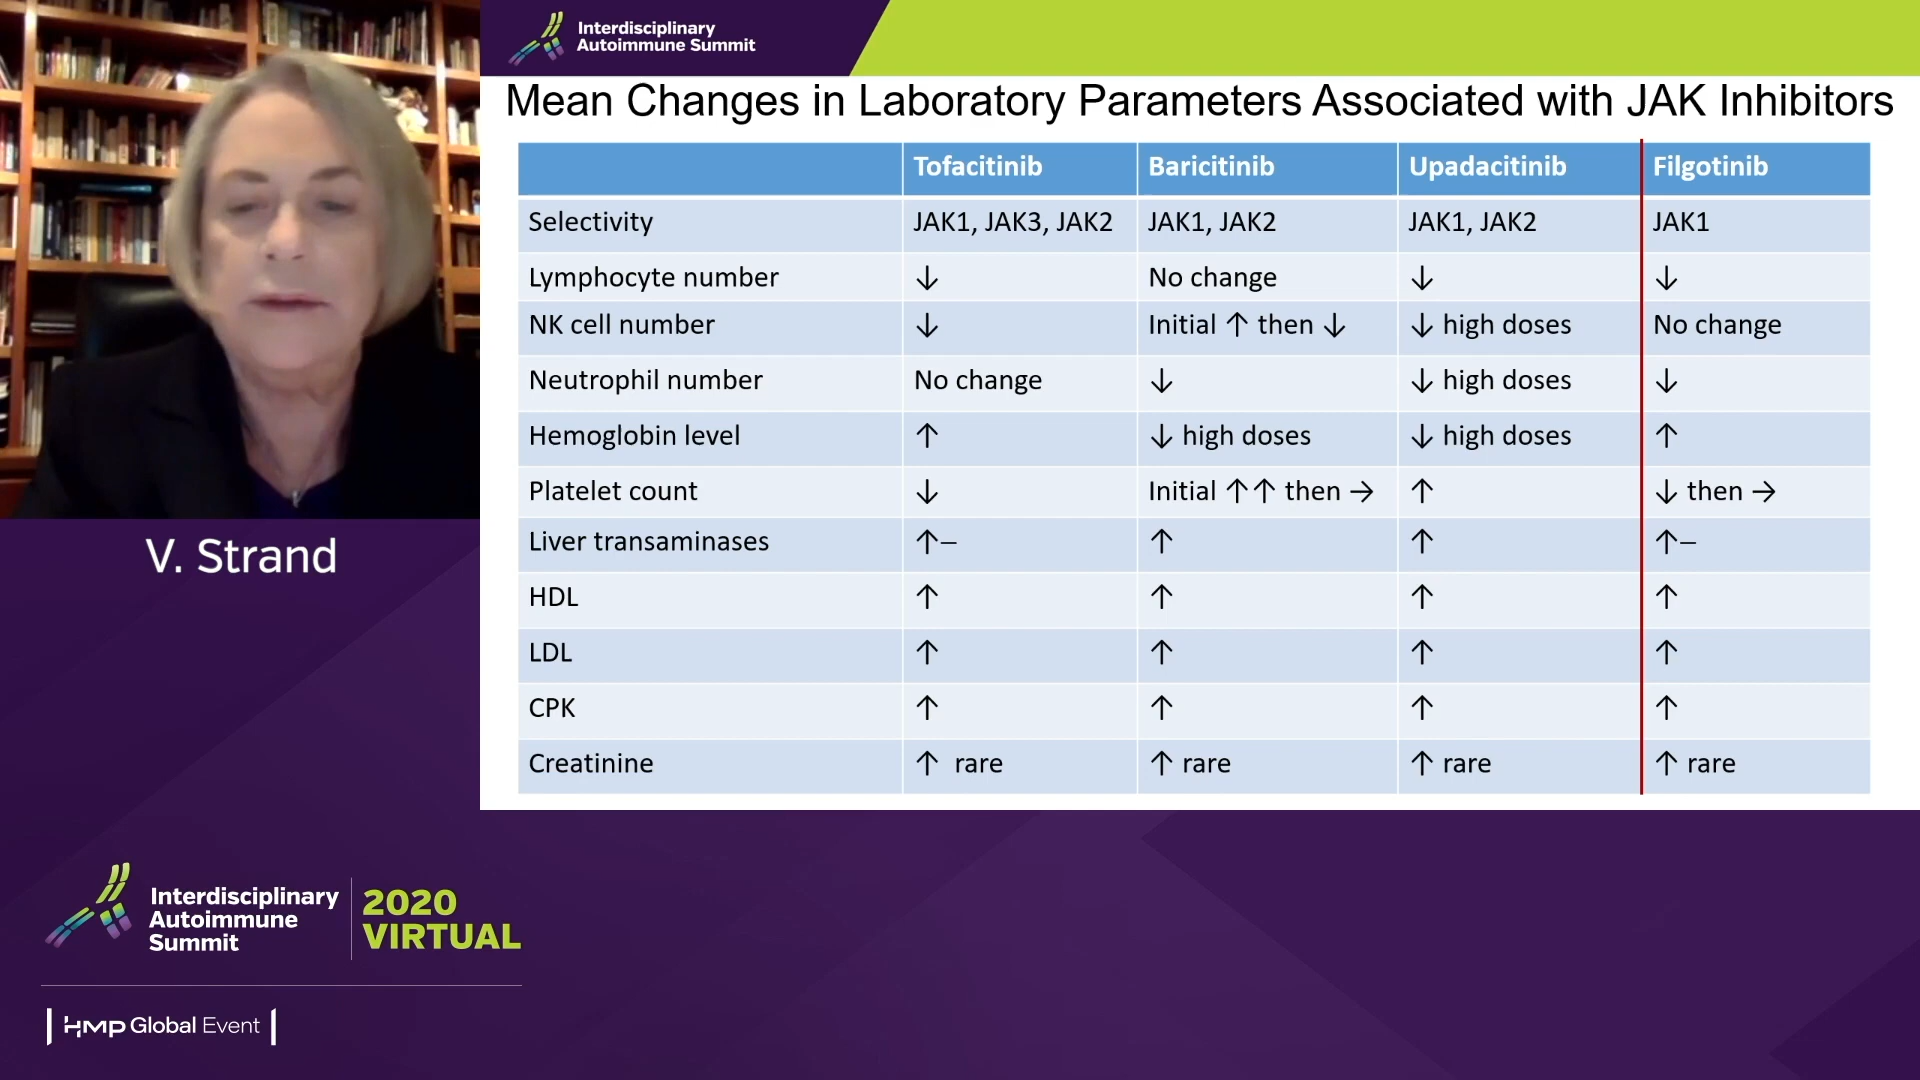 Interdisciplinary
Autoimmune Summit
Mean Changes in Laboratory Parameters Associated with JAK Inhibitors
Tofacitinib Baricitinib Upadacitinib Filgotinib
Selectivity JAK1, JAK3, JAK2 JAK1, JAK2 JAK1, JAK2 JAK1
Lymphocyte number ↓ No change ↓ ↓
NK cell number ↓ Initial ↑ then ↓ ↓ high doses No change
Neutrophil number No change ↓ ↓ high doses ↓
Hemoglobin level ↑ ↓ high doses ↓ high doses ↑
Platelet count ↓ Initial ↑↑ then → ↑ ↓ then →
Liver transaminases ↑– ↑ ↑ ↑–
HDL ↑ ↑ ↑ ↑
LDL ↑ ↑ ↑ ↑
CPK ↑ ↑ ↑ ↑
Creatinine ↑ rare ↑ rare ↑ rare ↑ rare
V. Strand
Interdisciplinary
Autoimmune
Summit
2020
VIRTUAL
HMP Global Event